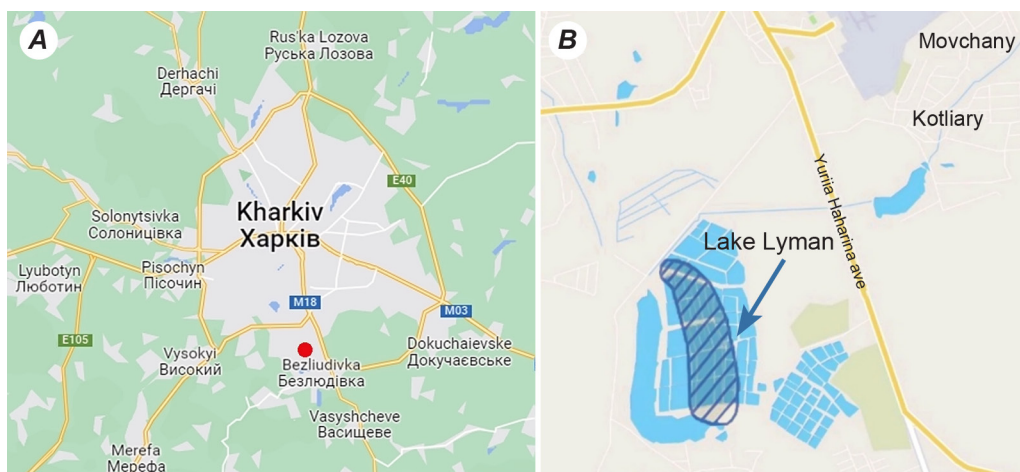 A
Rus'ka Lozova
Руська Лозова
Derhachi
Дергачі
E40
Kharkiv
Харків
Solonytsivka
Солоницівка
Lyubotyn
Люботин
Pisochyn
Пісочин
M18
M03
E105
Vysokyi
Високий
Dokuchaievske
Докучаєвське
Bezliudivka
Безлюдівка
Vasyshcheve
Васищеве
Merefa
Мерефа
B
Movchany
Kotliary
Yuriia Haharina ave
Lake Lyman